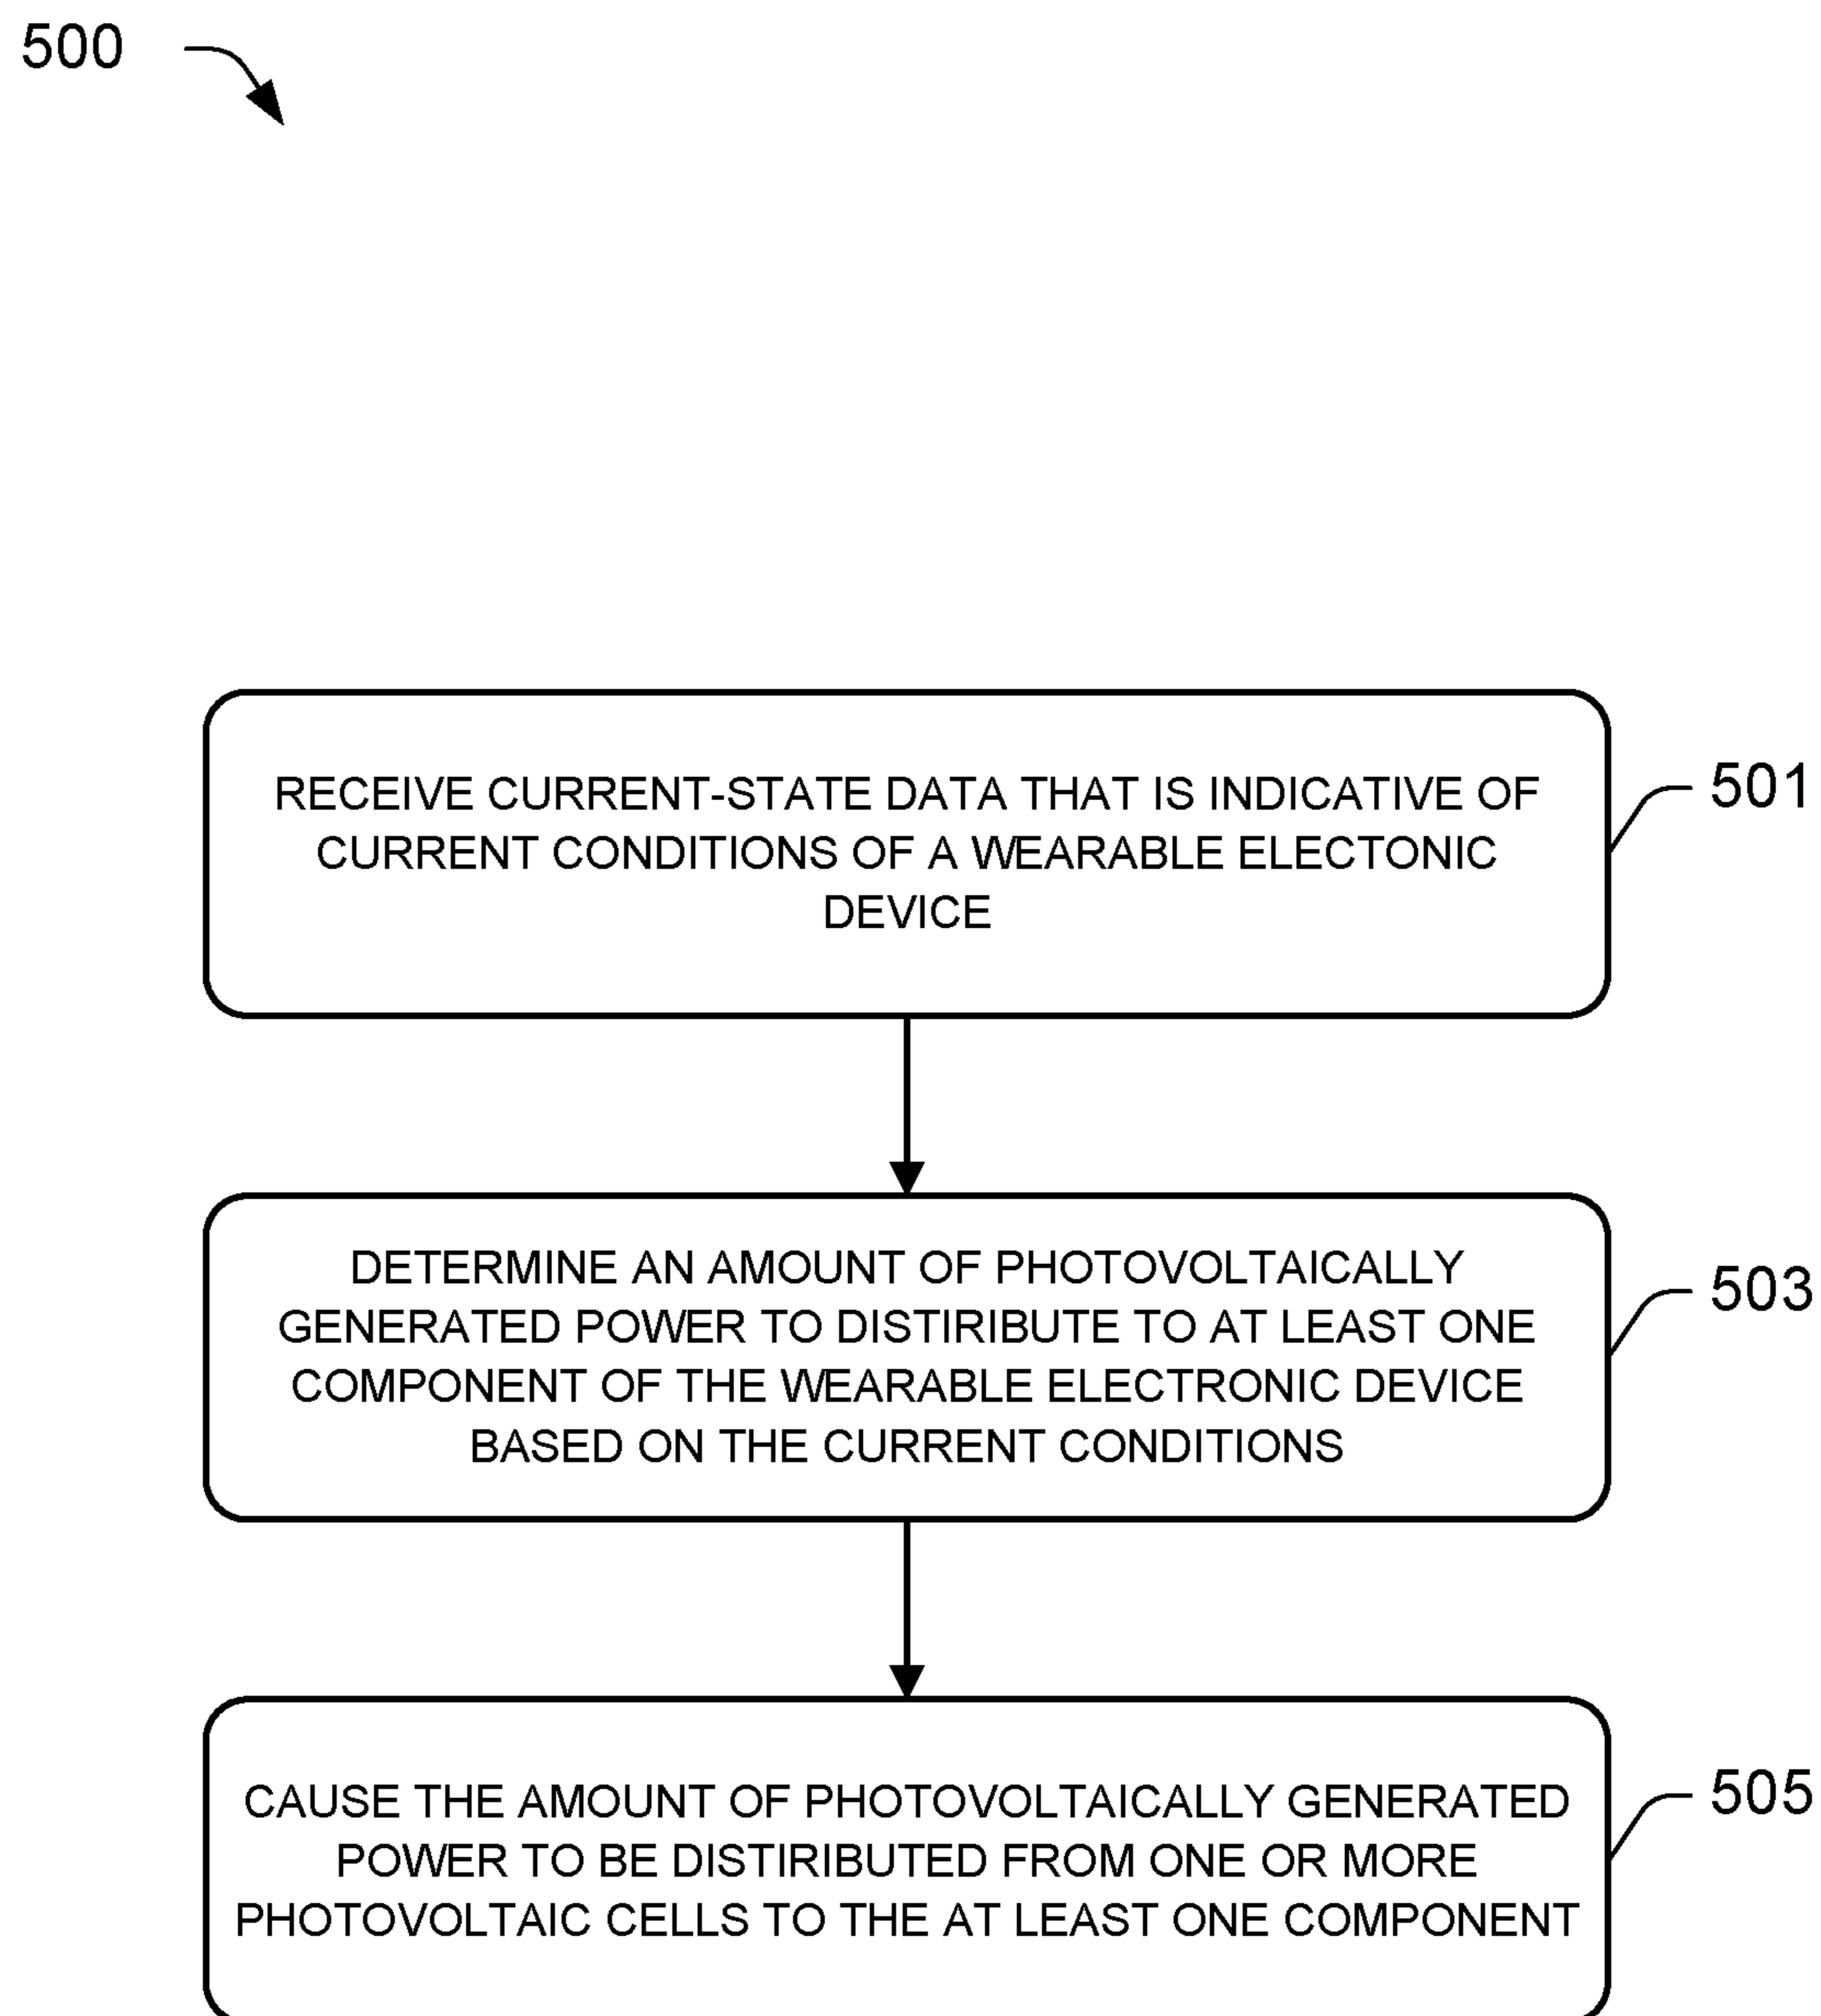 500
RECEIVE CURRENT-STATE DATA THAT IS INDICATIVE OF
CURRENT CONDITIONS OF A WEARABLE ELECTONIC
DEVICE
501
DETERMINE AN AMOUNT OF PHOTOVOLTAICALLY
GENERATED POWER TO DISTIRIBUTE TO AT LEAST ONE
COMPONENT OF THE WEARABLE ELECTRONIC DEVICE
BASED ON THE CURRENT CONDITIONS
503
CAUSE THE AMOUNT OF PHOTOVOLTAICALLY GENERATED
POWER TO BE DISTIRIBUTED FROM ONE OR MORE
PHOTOVOLTAIC CELLS TO THE AT LEAST ONE COMPONENT
505